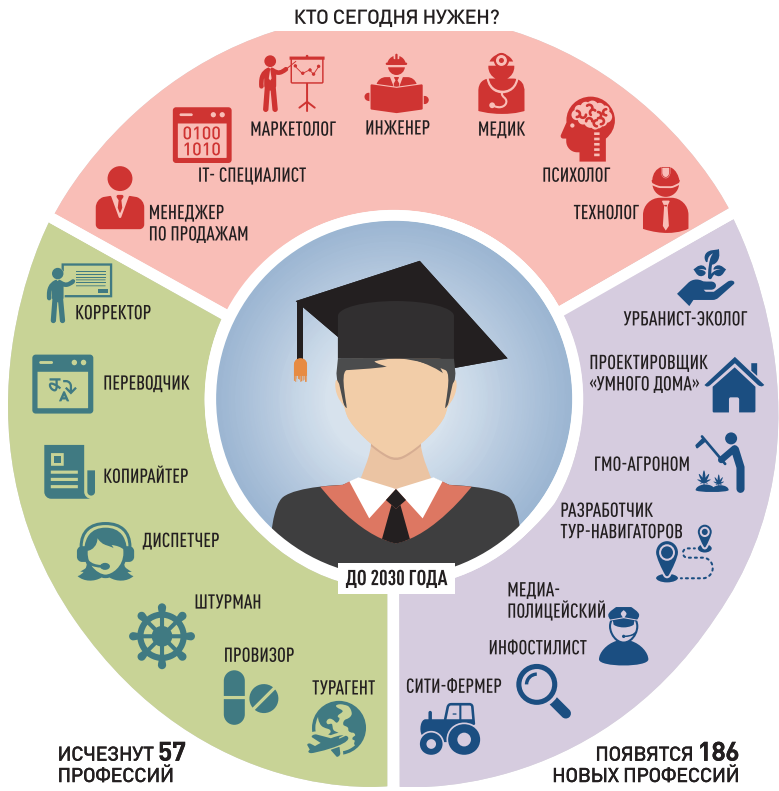 КТО СЕГОДНЯ НУЖЕН?
МАРКЕТОЛОГ
ИНЖЕНЕР
МЕДИК
0100
1010
IT- СПЕЦИАЛИСТ
ПСИХОЛОГ
МЕНЕДЖЕР
ПО ПРОДАЖАМ
ТЕХНОЛОГ
КОРРЕКТОР
ПЕРЕВОДЧИК
КОПИРАЙТЕР
ДИСПЕТЧЕР
ШТУРМАН
ПРОВИЗОР
ТУРАГЕНТ
УРБАНИСТ-ЭКОЛОГ
ПРОЕКТИРОВЩИК
«УМНОГО ДОМА»
ГМО-АГРОНОМ
РАЗРАБОТЧИК
ТУР-НАВИГАТОРОВ
МЕДИА-
ПОЛИЦЕЙСКИЙ
ИНФОСТИЛИСТ
СИТИ-ФЕРМЕР
ДО 2030 ГОДА
ИСЧЕЗНУТ 57
ПРОФЕССИЙ
ПОЯВЯТСЯ 186
НОВЫХ ПРОФЕССИЙ